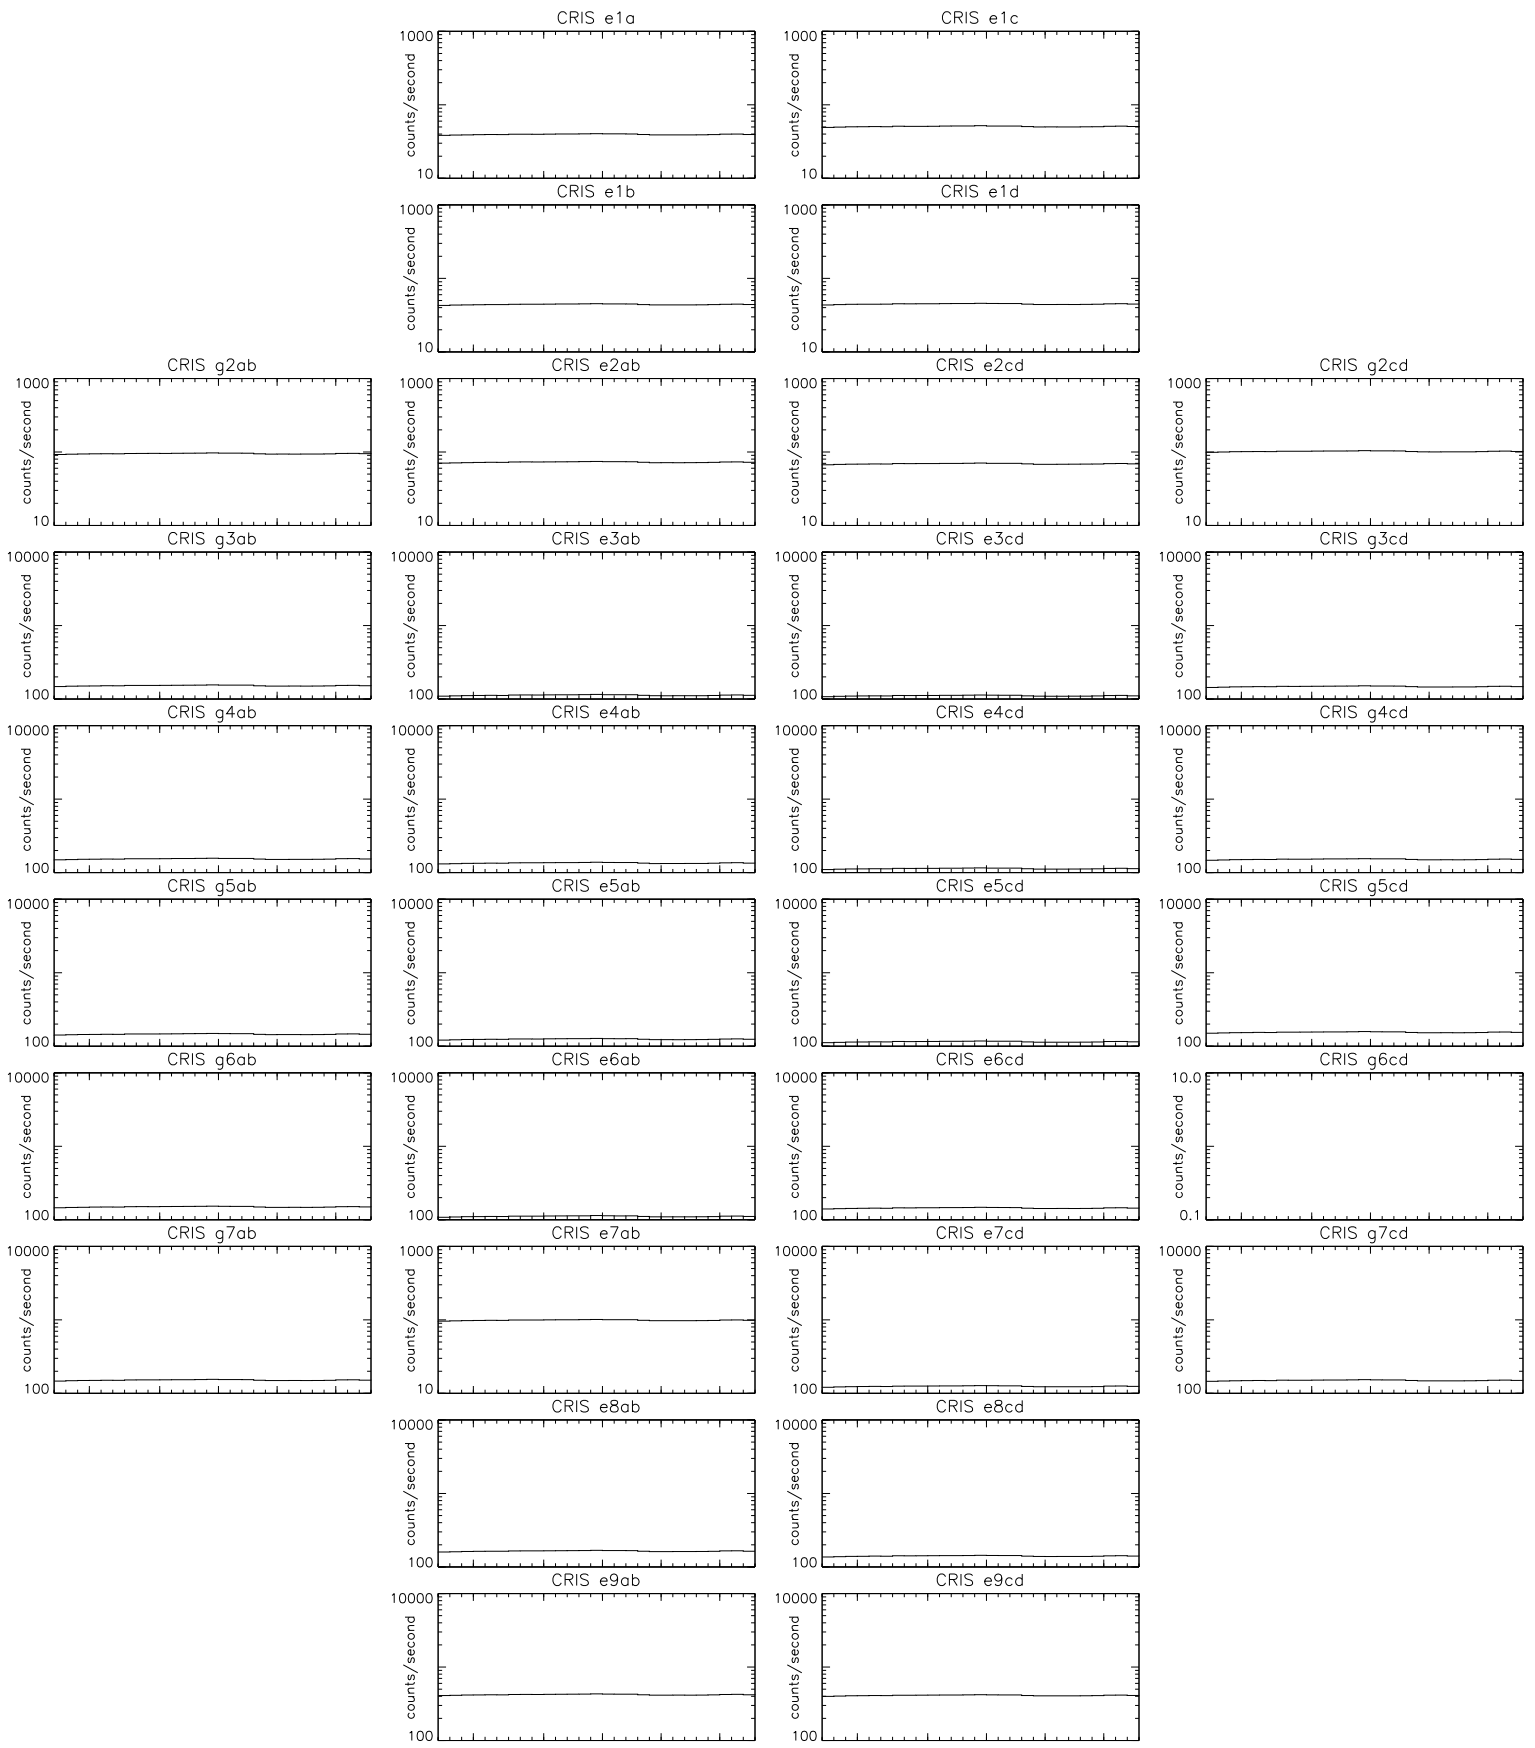 CRIS e1a CRIS e1c
1000 1000
counts/second counts/second
10 10
CRIS e1b CRIS e1d
1000 1000
counts/second counts/second
10 10
CRIS g2ab CRIS e2ab CRIS e2cd CRIS g2cd
1000 1000 1000 1000
counts/second counts/second counts/second counts/second
10 10 10 10
CRIS g3ab CRIS e3ab CRIS e3cd CRIS g3cd
10000 10000 10000 10000
counts/second counts/second counts/second counts/second
100 100 100 100
CRIS g4ab CRIS e4ab CRIS e4cd CRIS g4cd
10000 10000 10000 10000
counts/second counts/second counts/second counts/second
100 100 100 100
CRIS g5ab CRIS e5ab CRIS e5cd CRIS g5cd
10000 10000 10000 10000
counts/second counts/second counts/second counts/second
100 100 100 100
CRIS g6ab CRIS e6ab CRIS e6cd CRIS g6cd
10000 10000 10000 10.0
counts/second counts/second counts/second counts/second
100 100 100 0.1
CRIS g7ab CRIS e7ab CRIS e7cd CRIS g7cd
10000 1000 10000 10000
counts/second counts/second counts/second counts/second
100 10 100 100
CRIS e8ab CRIS e8cd
10000 10000
counts/second counts/second
100 100
CRIS e9ab CRIS e9cd
10000 10000
counts/second counts/second
100 100